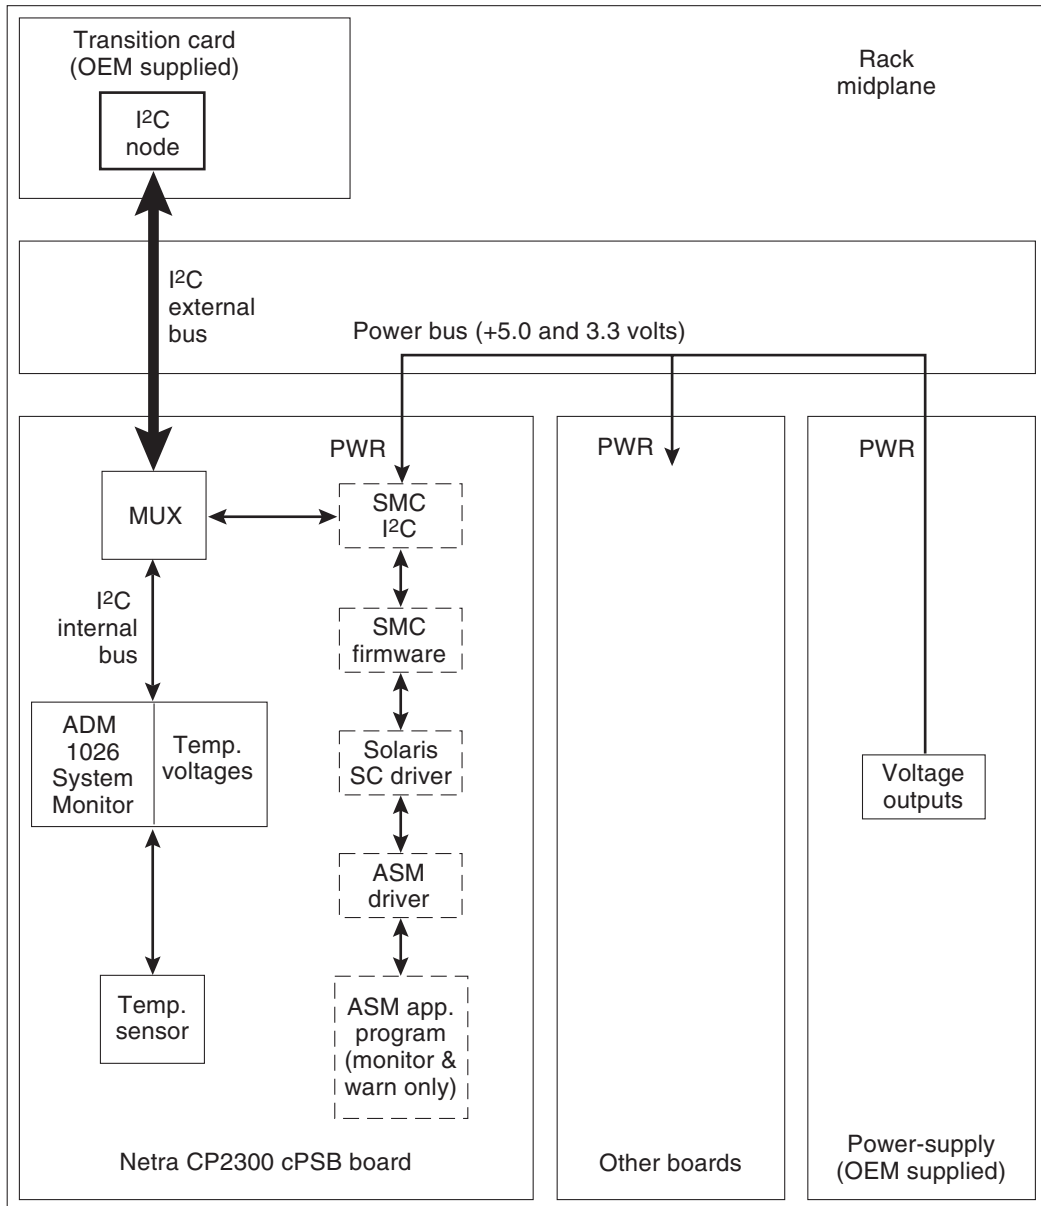 Transition card
(OEM supplied)
Rack
midplane
I²C
node
I²C
external
bus
Power bus (+5.0 and 3.3 volts)
PWR
PWR
PWR
MUX
SMC
I²C
I²C
internal
bus
SMC
firmware
ADM
1026
System
Monitor
Temp.
voltages
Solaris
SC driver
Voltage
outputs
ASM
driver
Temp.
sensor
ASM app.
program
(monitor &
warn only)
Netra CP2300 cPSB board
Other boards
Power-supply
(OEM supplied)